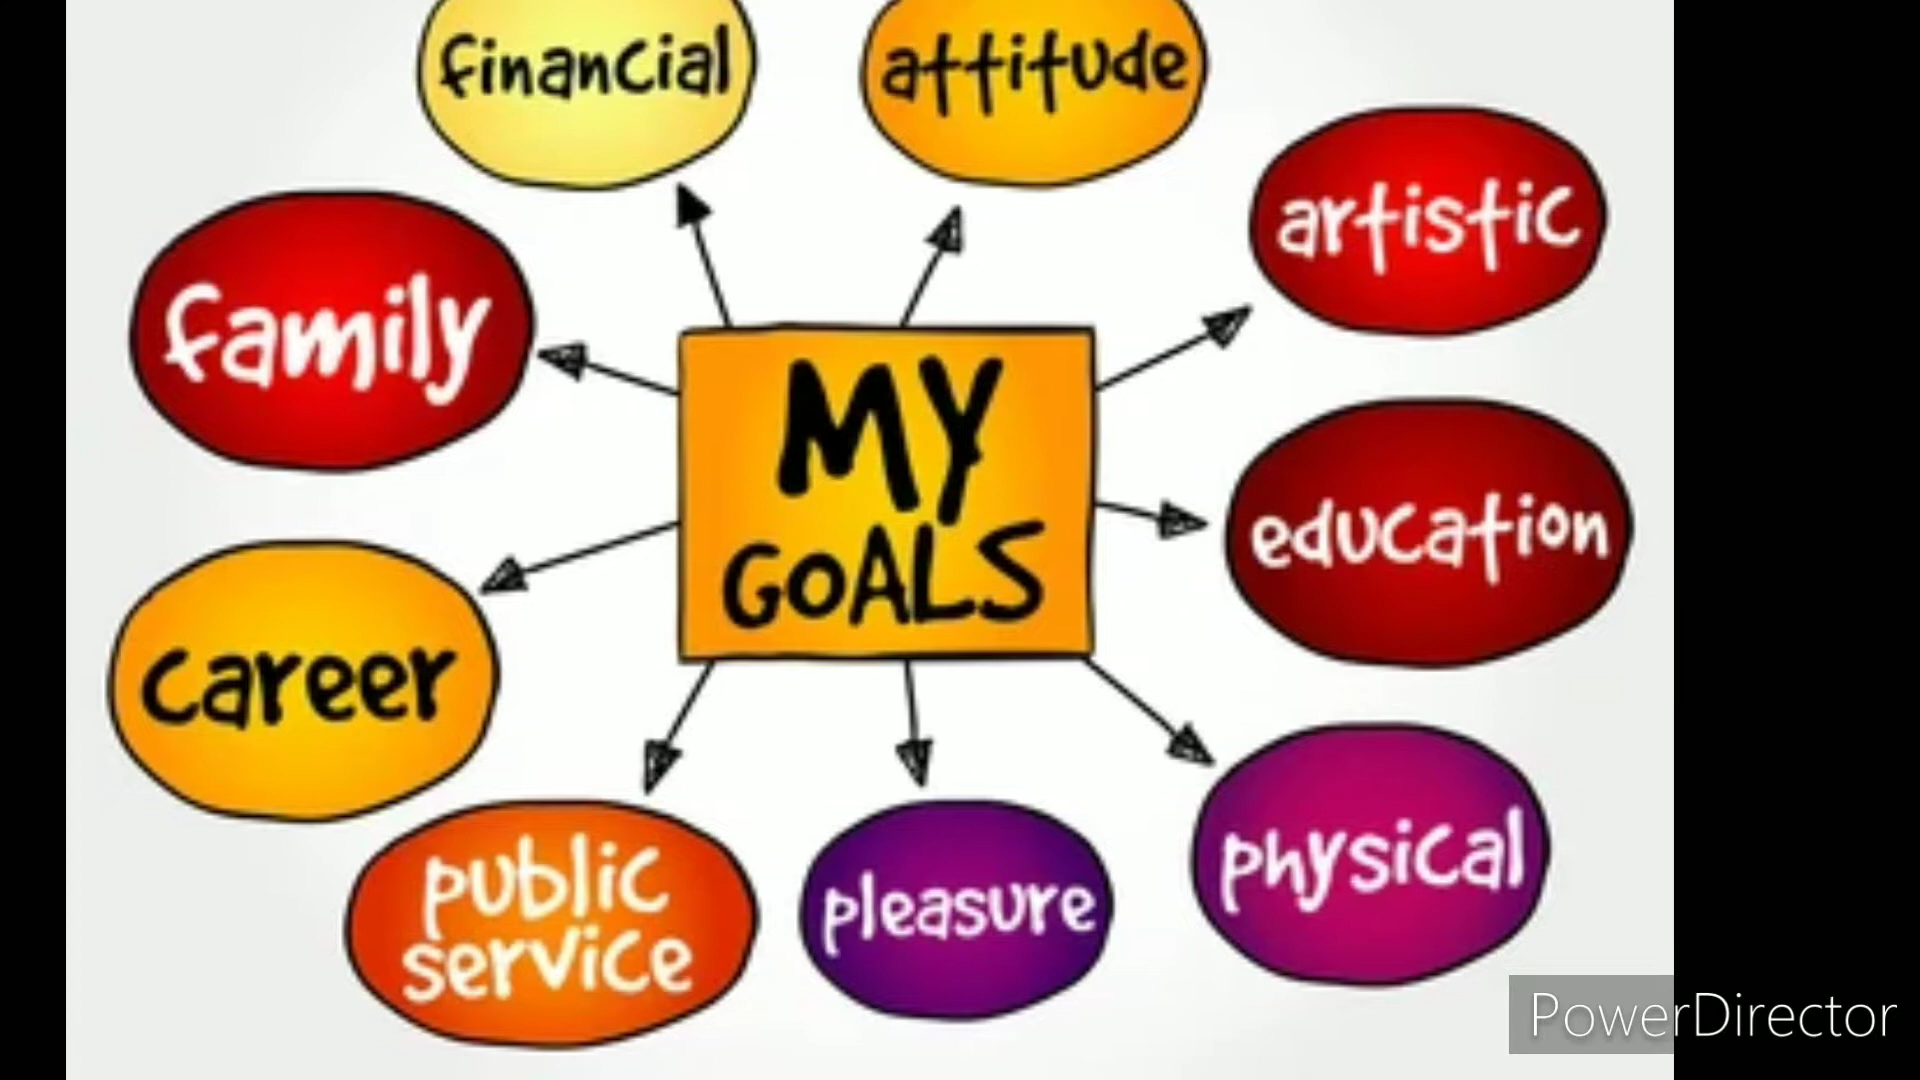 financial
attitude
artistic
family
MY
GOALS
education
career
physical
public
service
pleasure
PowerDirector